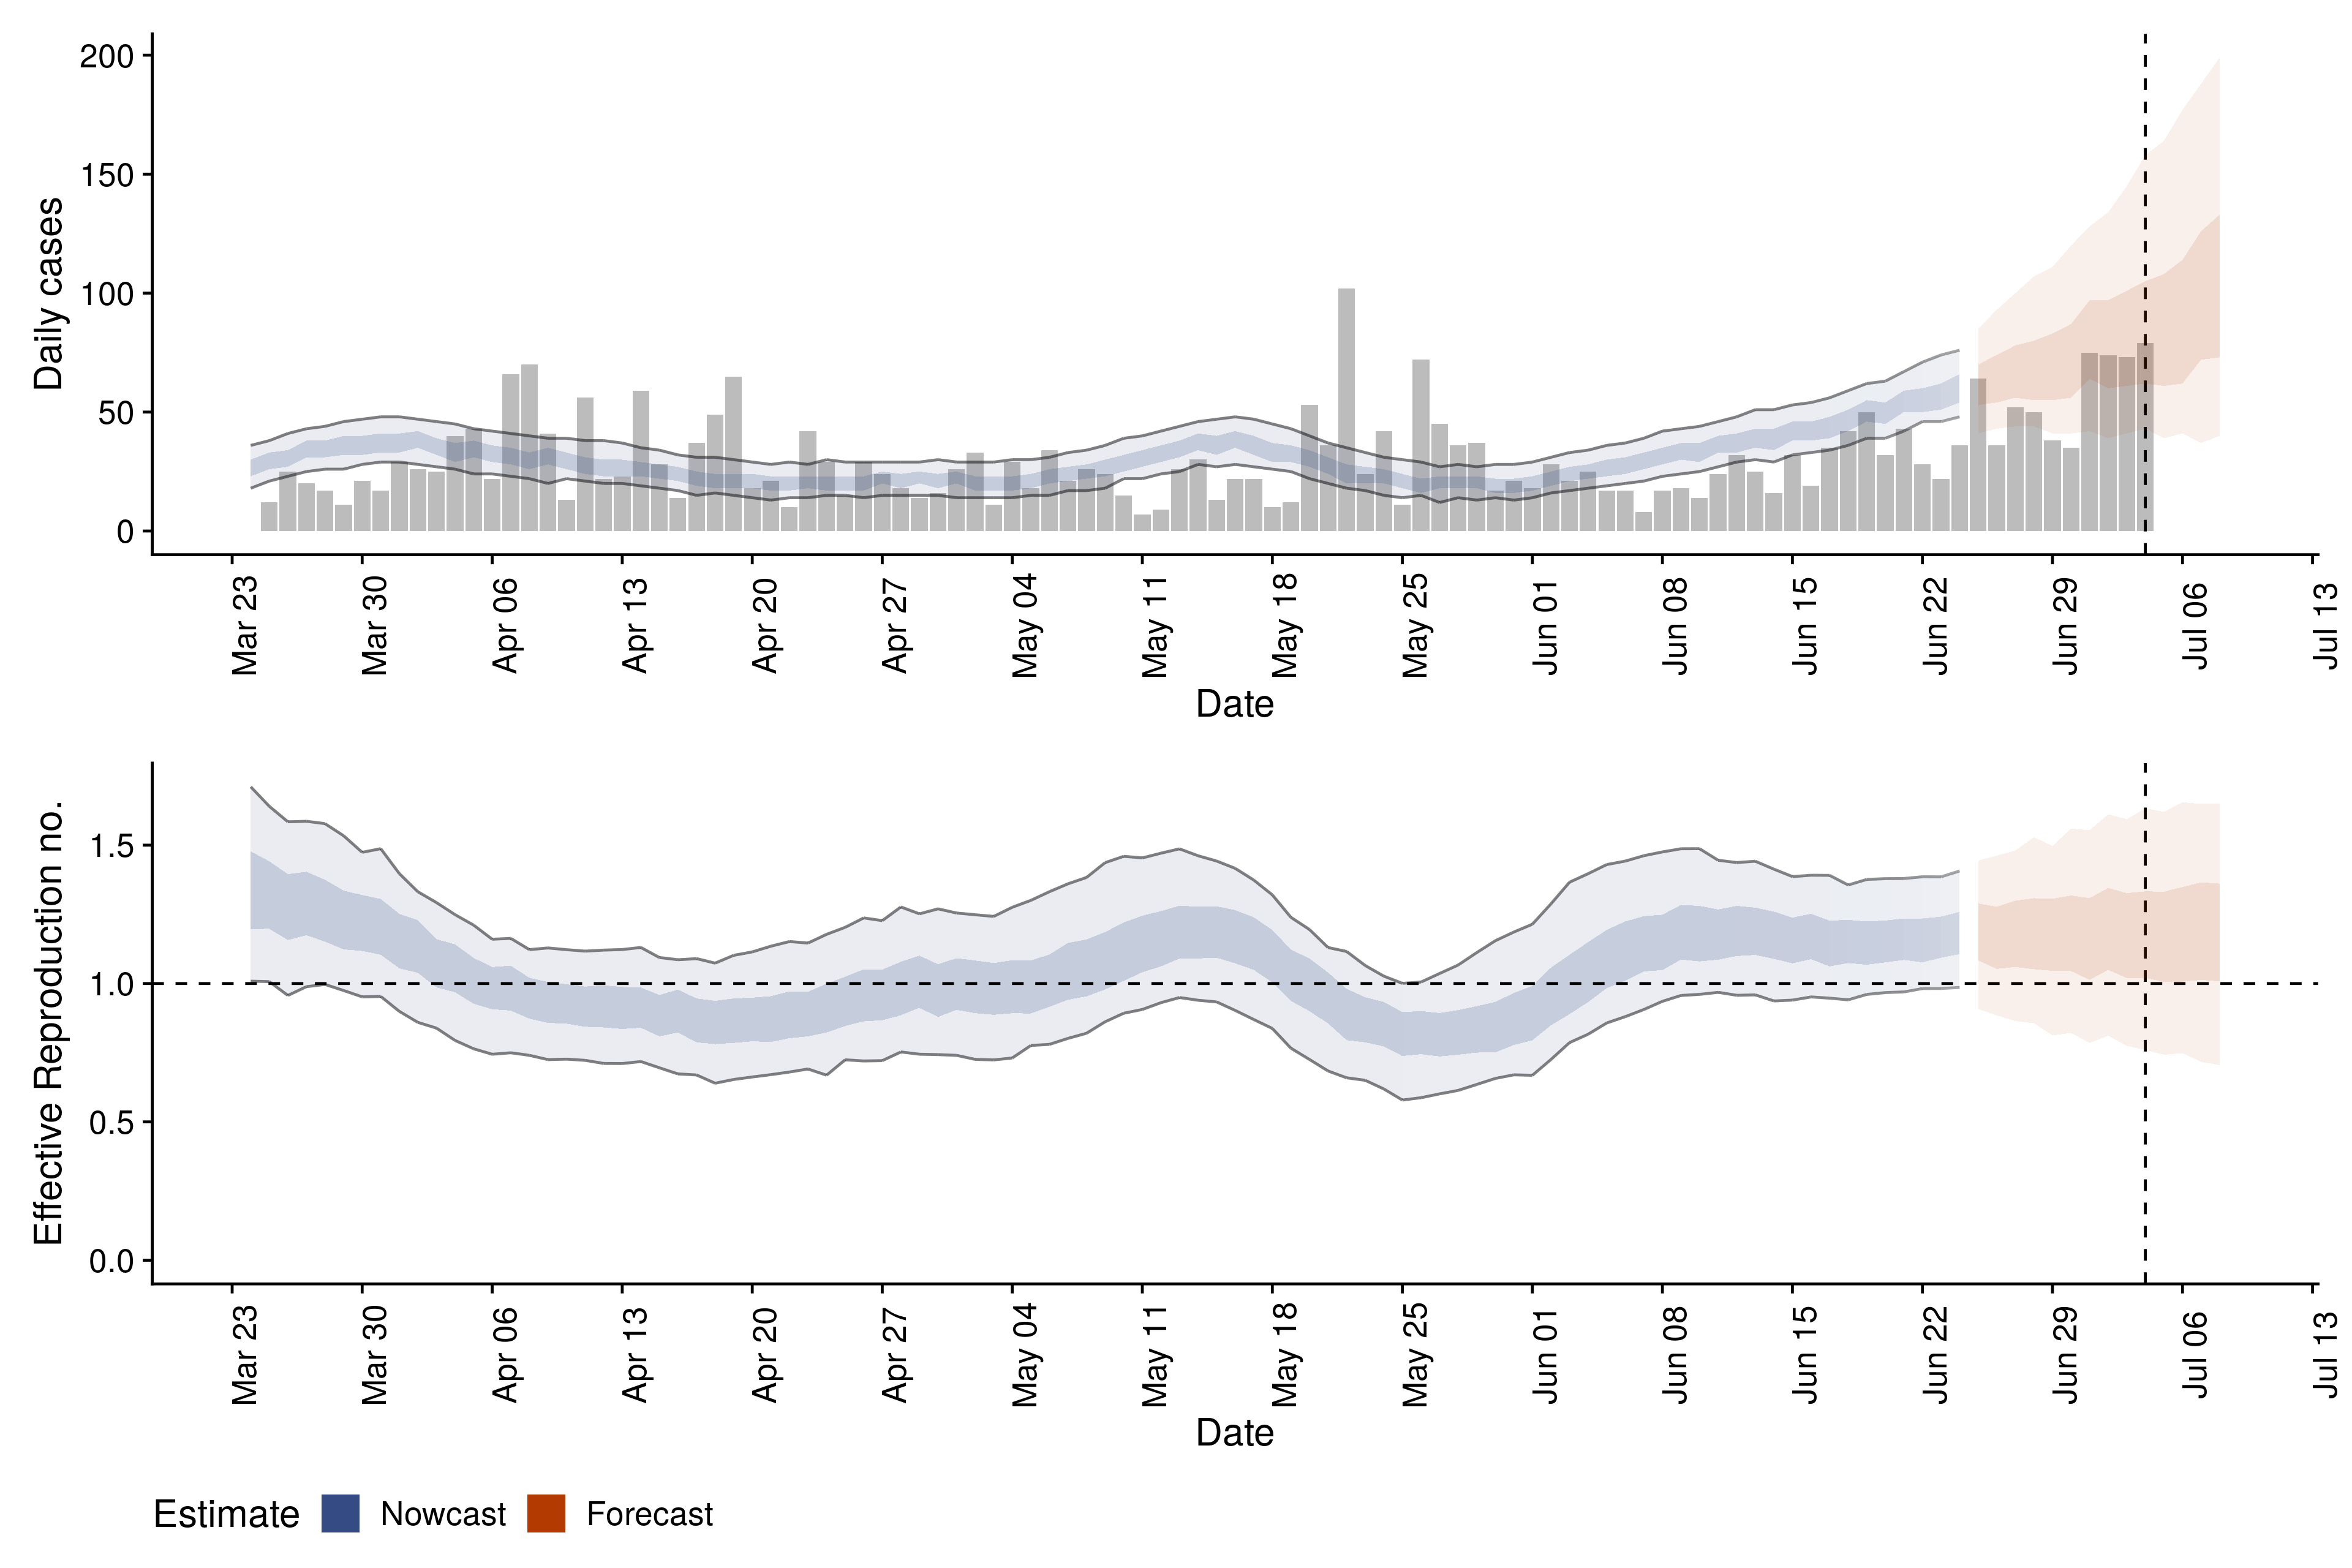 200
150
100
50
0
Daily cases
Mar 23
Mar 30
Apr 06
Apr 13
Apr 20
Apr 27
May 04
May 11
May 18
May 25
Jun 01
Jun 08
Jun 15
Jun 22
Jun 29
Jul 06
Jul 13
Date
1.5
1.0
0.5
0.0
Effective Reproduction no.
Mar 23
Mar 30
Apr 06
Apr 13
Apr 20
Apr 27
May 04
May 11
May 18
May 25
Jun 01
Jun 08
Jun 15
Jun 22
Jun 29
Jul 06
Jul 13
Date
Estimate Nowcast Forecast